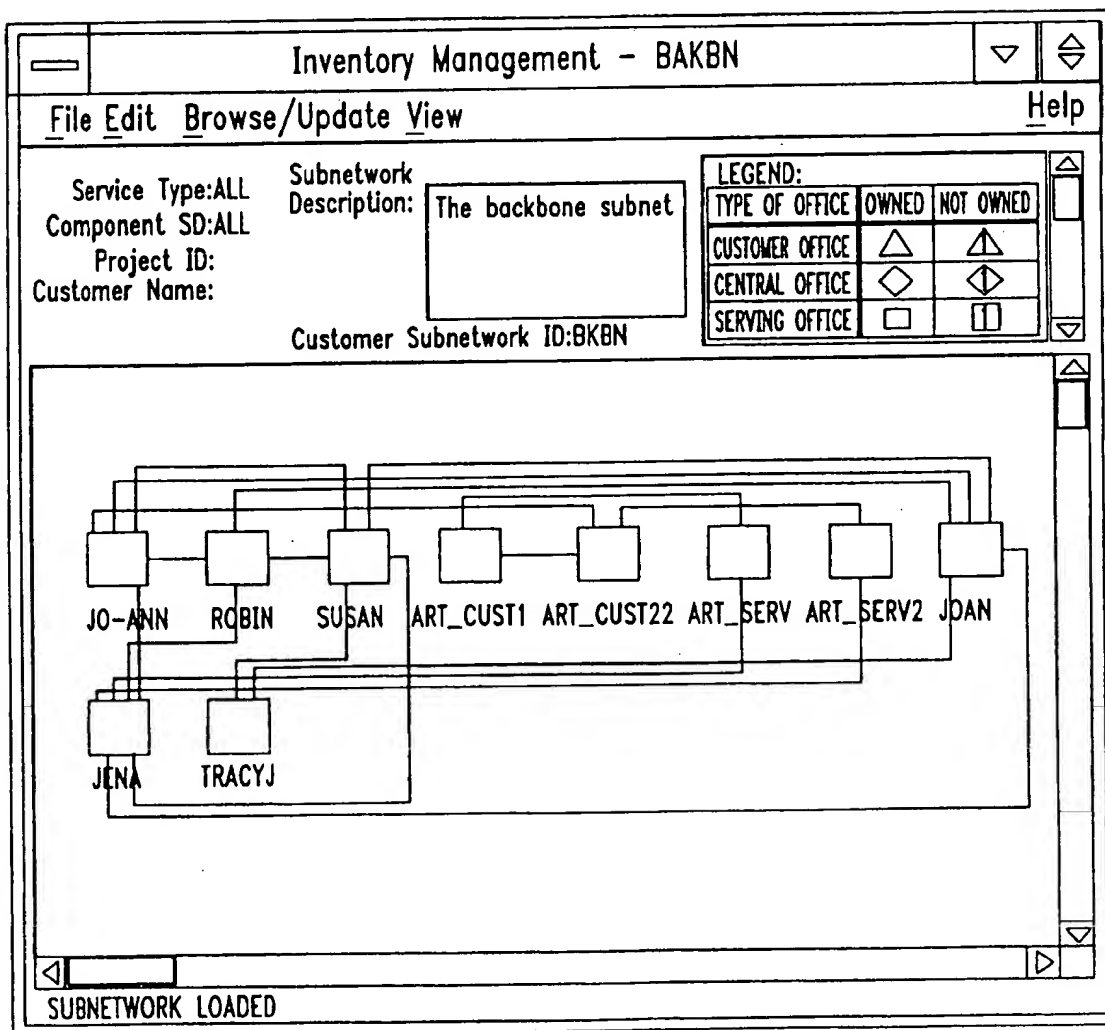 Inventory Management - BAKBN
File Edit Browse/Update View Help
Service Type:ALL
Component SD:ALL
Project ID:
Customer Name:
Subnetwork
Description:
The backbone subnet
Customer Subnetwork ID:BKBN
LEGEND:
TYPE OF OFFICE OWNED NOT OWNED
CUSTOMER OFFICE
CENTRAL OFFICE
SERVING OFFICE
JO-ANN ROBIN SUSAN ART_CUST1 ART_CUST22 ART_SERV ART_SERV2 JOAN
JENA TRACYJ
SUBNETWORK LOADED